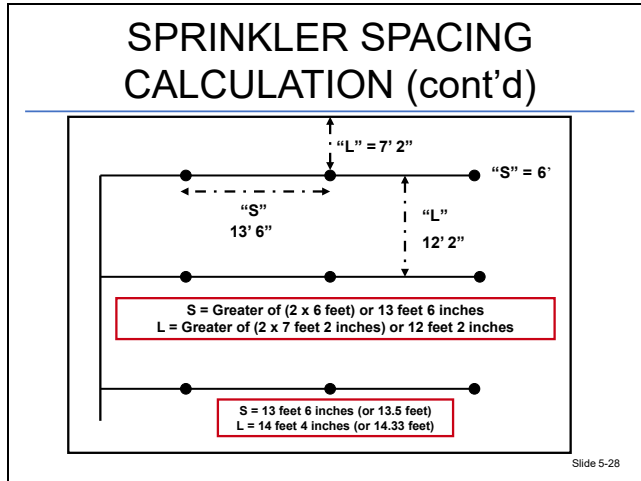 SPRINKLER SPACING
CALCULATION (cont’d)
“L” = 7’ 2”
“S” = 6’
“S”
13’ 6”
“L”
12’ 2”
S = Greater of (2 x 6 feet) or 13 feet 6 inches
L = Greater of (2 x 7 feet 2 inches) or 12 feet 2 inches
S = 13 feet 6 inches (or 13.5 feet)
L = 14 feet 4 inches (or 14.33 feet)
Slide 5-28